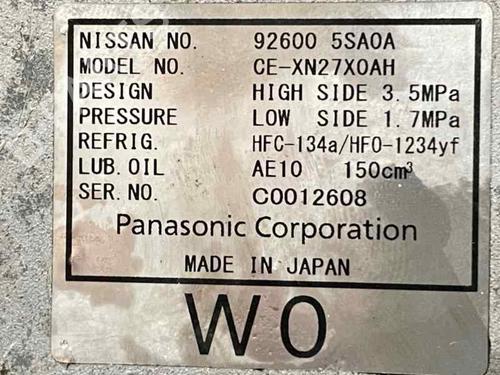 NISSAN NO. 92600 5SA0A
MODEL NO. CE-XN27X0AH
DESIGN HIGH SIDE 3.5MPa
PRESSURE LOW SIDE 1.7MPa
REFRIG. HFC-134a/HFO-1234yf
LUB.OIL AE10 150cm³
SER.NO. C0012608
Panasonic Corporation
MADE IN JAPAN
W0